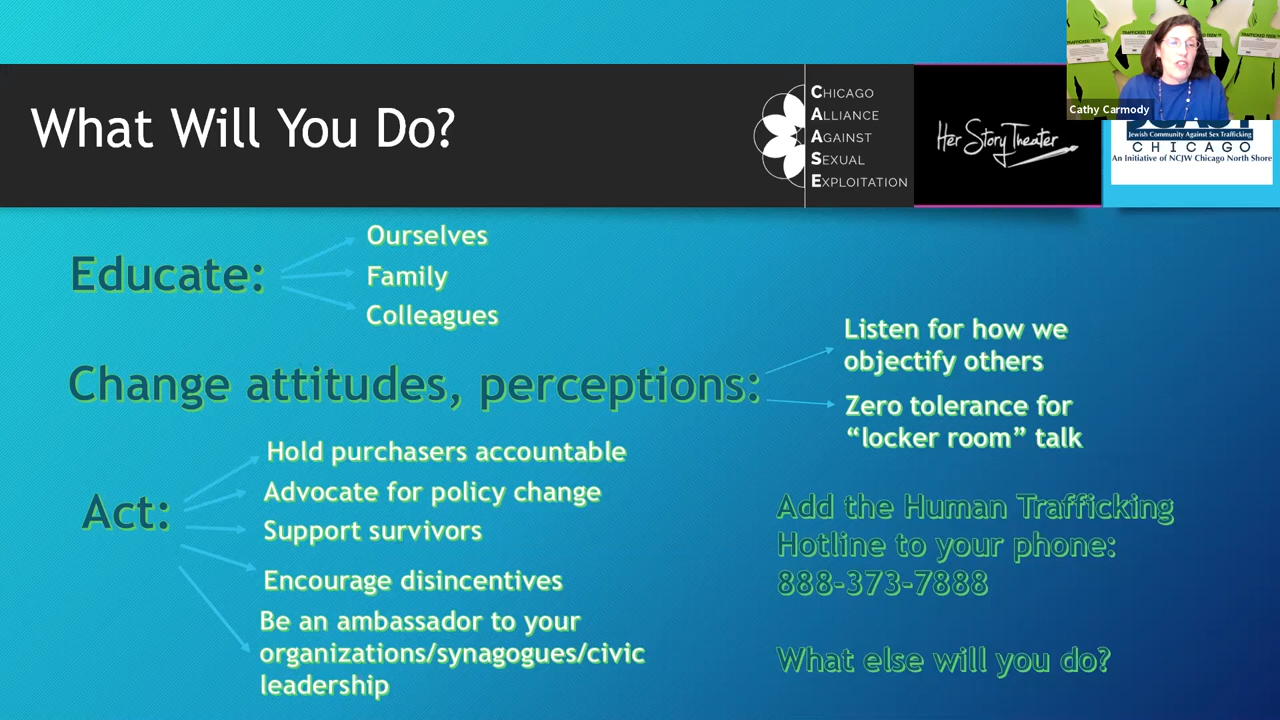 What Will You Do?
CHICAGO
ALLIANCE
AGAINST
SEXUAL
EXPLOITATION
Her Story Theater
TRAFFICKED TEEN
Cathy Carmody
Jewish Community Against Sex Trafficking
CHICAGO
An Initiative of NCJW Chicago North Shore
Educate:
Ourselves
Family
Colleagues
Change attitudes, perceptions:
Listen for how we
objectify others
Zero tolerance for
“locker room” talk
Act:
Hold purchasers accountable
Advocate for policy change
Support survivors
Encourage disincentives
Be an ambassador to your
organizations/synagogues/civic
leadership
Add the Human Trafficking
Hotline to your phone:
888-373-7888
What else will you do?